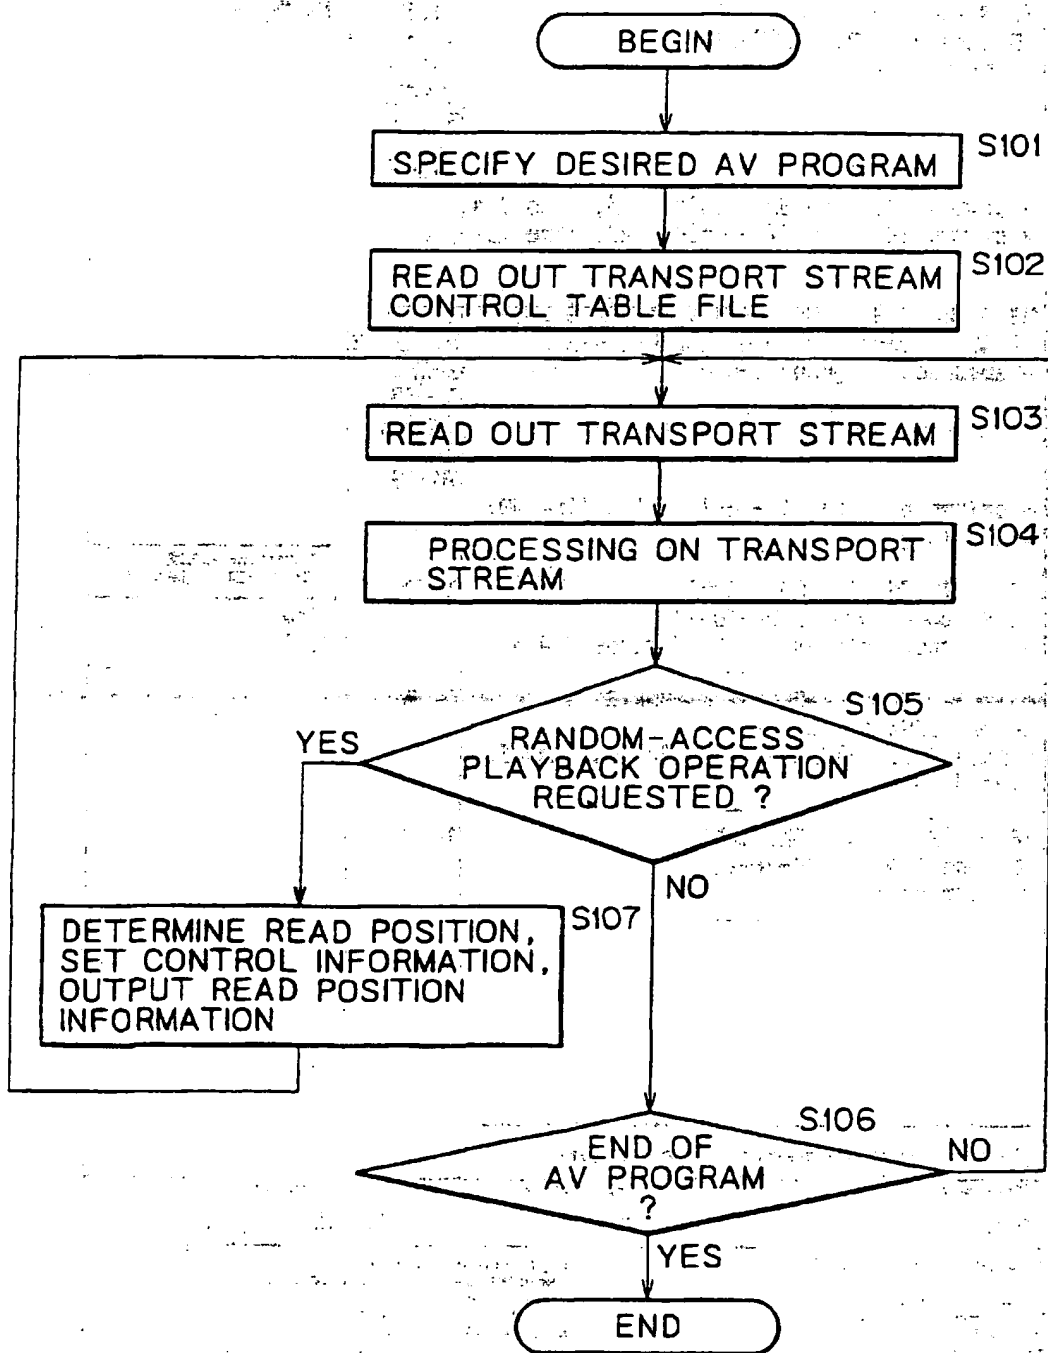 BEGIN
S101
SPECIFY DESIRED AV PROGRAM
S102
READ OUT TRANSPORT STREAM
CONTROL TABLE FILE
S103
READ OUT TRANSPORT STREAM
S104
PROCESSING ON TRANSPORT
STREAM
S105
YES
RANDOM-ACCESS
PLAYBACK OPERATION
REQUESTED ?
NO
S107
DETERMINE READ POSITION,
SET CONTROL INFORMATION,
OUTPUT READ POSITION
INFORMATION
S106
END OF
AV PROGRAM
?
NO
YES
END